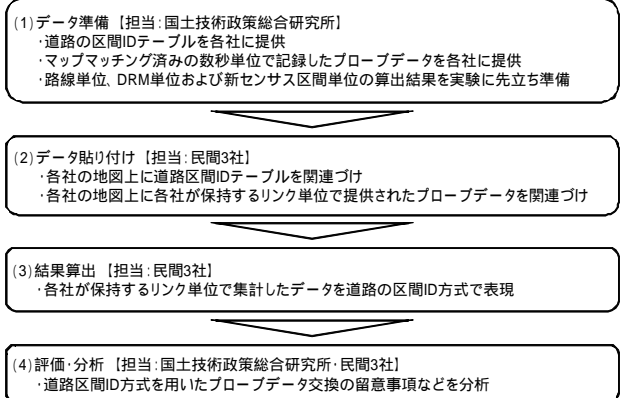 (1)データ準備【担当:国土技術政策総合研究所】
・道路の区間IDテーブルを各社に提供
・マップマッチング済みの数秒単位で記録したプローブデータを各社に提供
・路線単位、DRM単位および新センサス区間単位の算出結果を実験に先立ち準備
(2)データ貼り付け【担当:民間3社】
・各社の地図上に道路区間IDテーブルを関連づけ
・各社の地図上に各社が保持するリンク単位で提供されたプローブデータを関連づけ
(3)結果算出【担当:民間3社】
・各社が保持するリンク単位で集計したデータを道路の区間ID方式で表現
(4)評価・分析【担当:国土技術政策総合研究所・民間3社】
・道路区間ID方式を用いたプローブデータ交換の留意事項などを分析